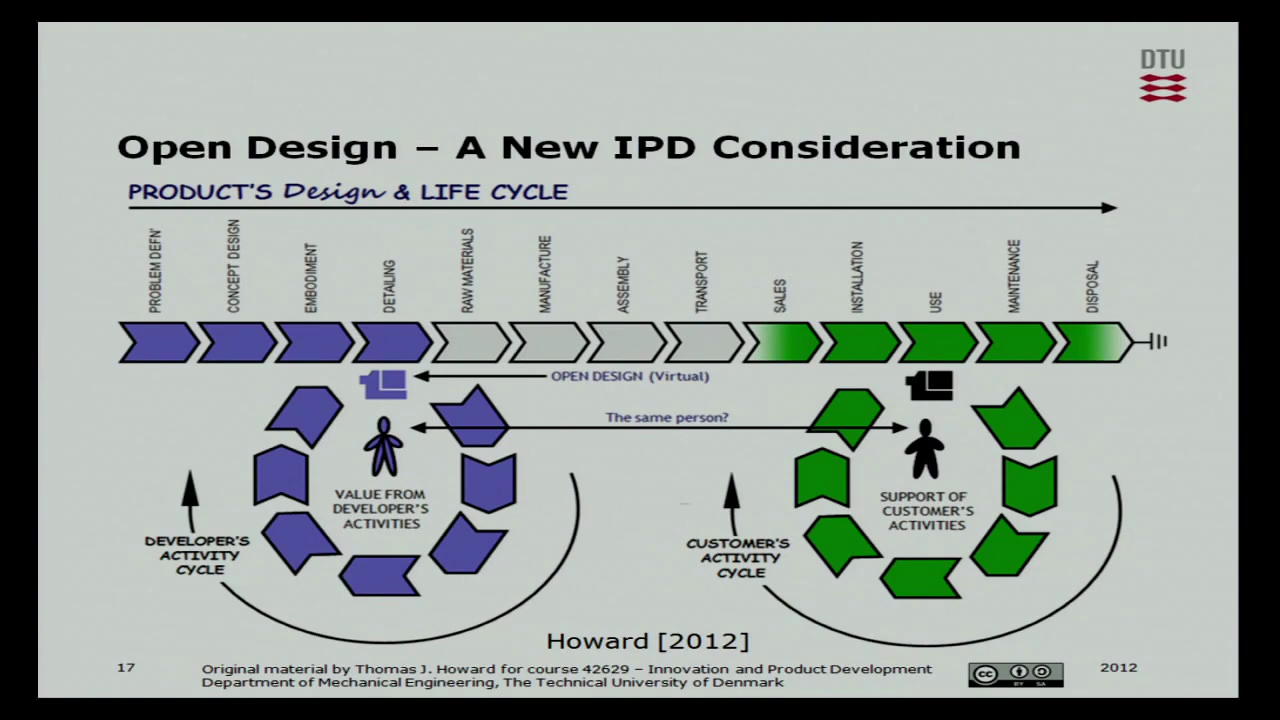 DTU
Open Design – A New IPD Consideration
PRODUCT'S Design & LIFE CYCLE
PROBLEM DEFN'
CONCEPT DESIGN
EMBODIMENT
DETAILING
RAW MATERIALS
MANUFACTURE
ASSEMBLY
TRANSPORT
SALES
INSTALLATION
USE
MAINTENANCE
DISPOSAL
OPEN DESIGN (Virtual)
The same person?
VALUE FROM
DEVELOPER'S
ACTIVITIES
SUPPORT OF
CUSTOMER'S
ACTIVITIES
DEVELOPER'S
ACTIVITY
CYCLE
CUSTOMER'S
ACTIVITY
CYCLE
Howard [2012]
17
Original material by Thomas J. Howard for course 42629 – Innovation and Product Development
Department of Mechanical Engineering, The Technical University of Denmark
cc
BY SA
2012